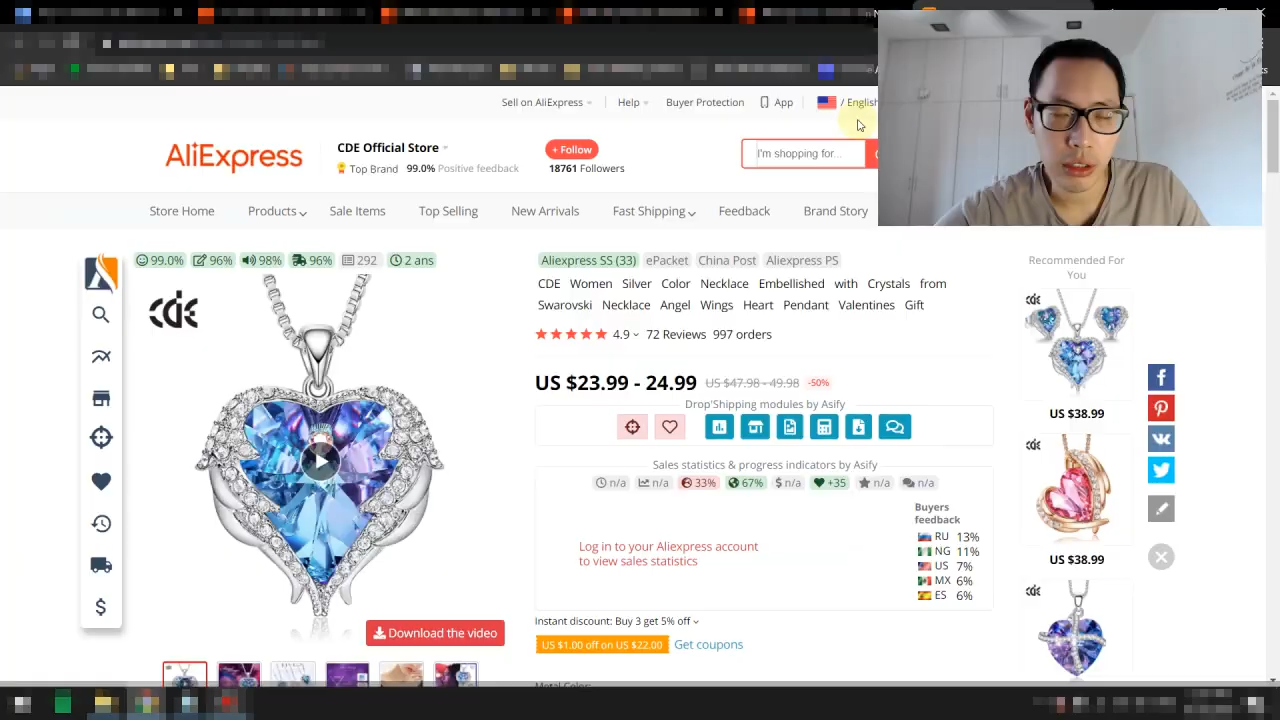 Sell on AliExpress
Help
Buyer Protection
App
/ English
AliExpress
CDE Official Store
Top Brand 99.0% Positive feedback
+ Follow
18761 Followers
I'm shopping for...
Store Home
Products
Sale Items
Top Selling
New Arrivals
Fast Shipping
Feedback
Brand Story
99.0% 96% 98% 96% 292 2 ans
cde
Aliexpress SS (33) ePacket China Post Aliexpress PS
CDE Women Silver Color Necklace Embellished with Crystals from
Swarovski Necklace Angel Wings Heart Pendant Valentines Gift
4.9 72 Reviews 997 orders
US $23.99 - 24.99 US $47.98 - 49.98 -50%
Drop'Shipping modules by Asify
Sales statistics & progress indicators by Asify
n/a n/a 33% 67% n/a +35 n/a n/a
Log in to your Aliexpress account
to view sales statistics
Buyers
feedback
RU 13%
NG 11%
US 7%
MX 6%
ES 6%
Instant discount: Buy 3 get 5% off
US $1.00 off on US $22.00 Get coupons
Metal Color:
Download the video
Recommended For
You
cde
US $38.99
cde
US $38.99
cde